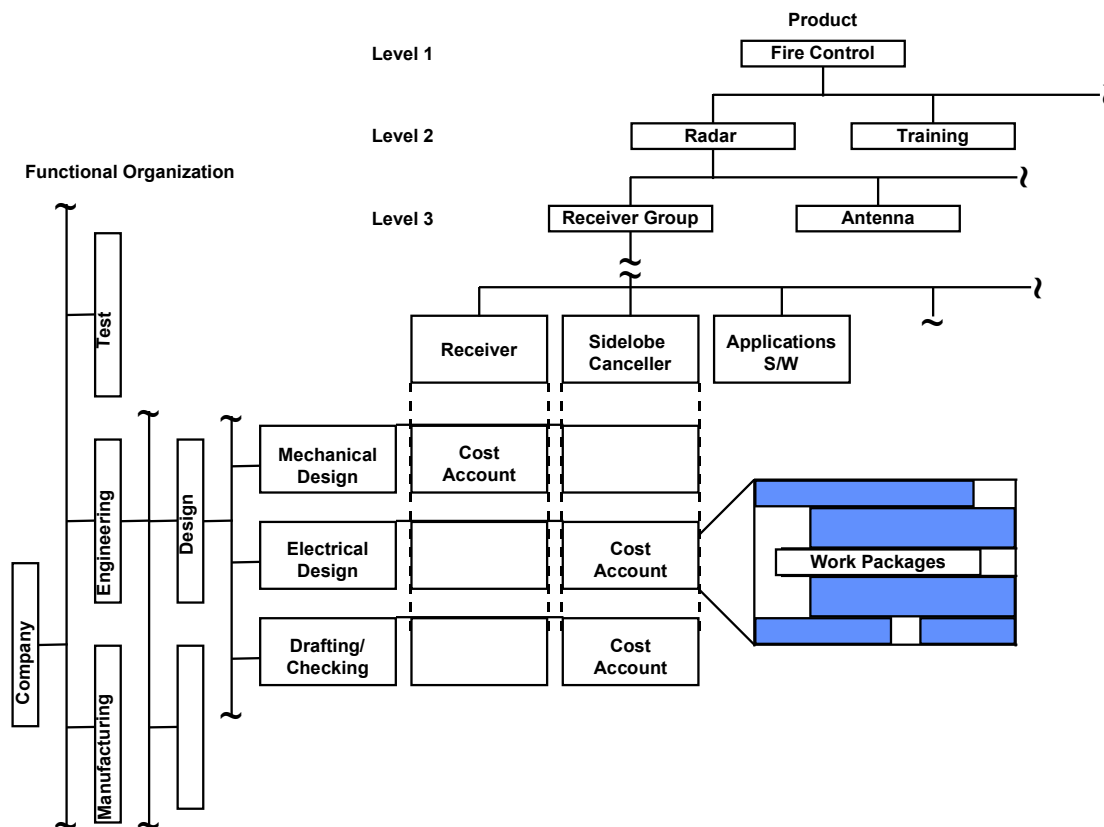 Product
Level 1
Fire Control
Level 2
Radar
Training
Functional Organization
Level 3
Receiver Group
Antenna
Test
Receiver
Sidelobe
Canceller
Applications
S/W
Engineering
Design
Mechanical
Design
Cost
Account
Electrical
Design
Cost
Account
Work Packages
Company
Drafting/
Checking
Cost
Account
Manufacturing